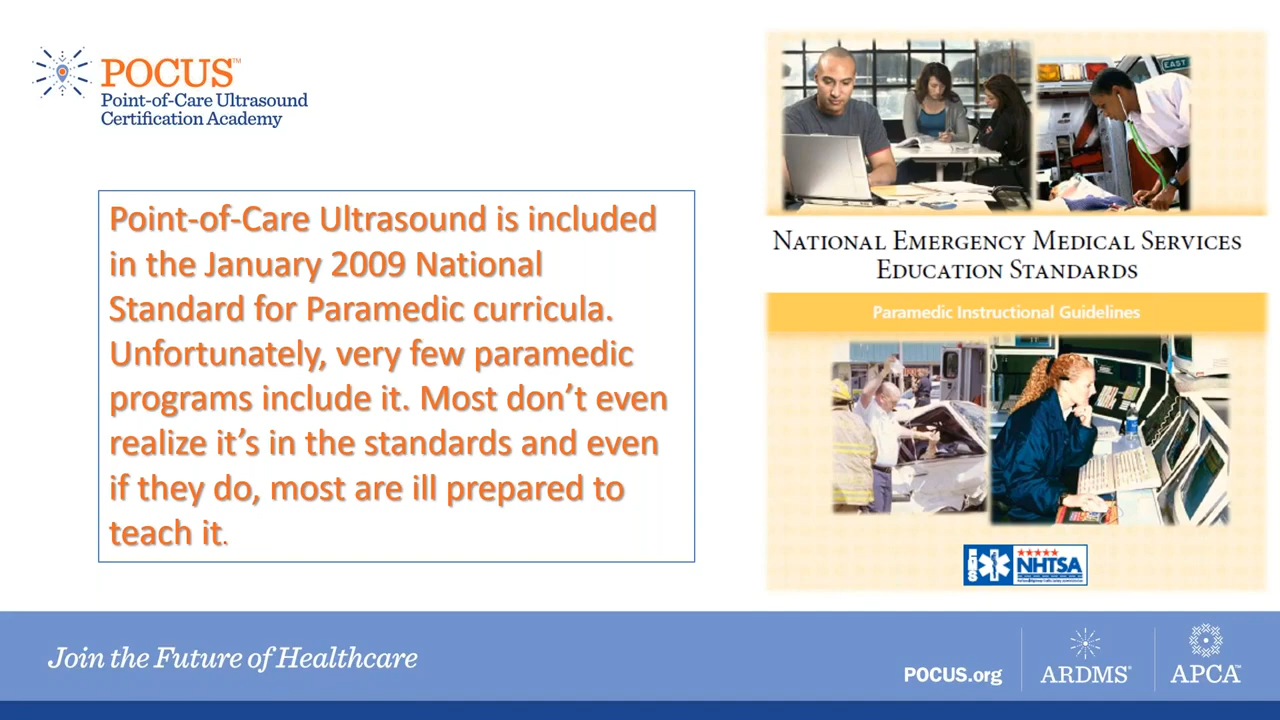 POCUS™
Point-of-Care Ultrasound
Certification Academy
Point-of-Care Ultrasound is included
in the January 2009 National
Standard for Paramedic curricula.
Unfortunately, very few paramedic
programs include it. Most don’t even
realize it’s in the standards and even
if they do, most are ill prepared to
teach it.
EAST
NATIONAL EMERGENCY MEDICAL SERVICES
EDUCATION STANDARDS
Paramedic Instructional Guidelines
EMS
NHTSA
Join the Future of Healthcare
POCUS.org
ARDMS®
APCA™